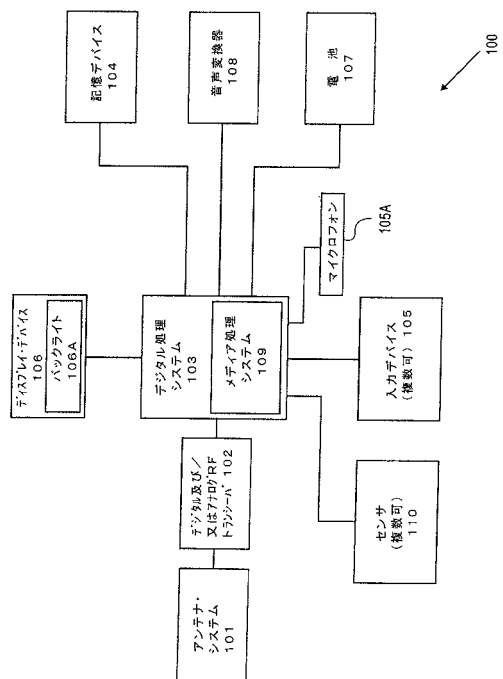 アンテナ・
システム
101
デジタル及び／
又はアナログRF
トランシーバ 102
デジタル処理
システム
103
メディア処理
システム
109
ディスプレイ・デバイス
106
バックライト
106A
記憶デバイス
104
音声変換器
108
電 池
107
マイクロフォン
105A
入力デバイス
(複数可) 105
センサ
(複数可)
110
100